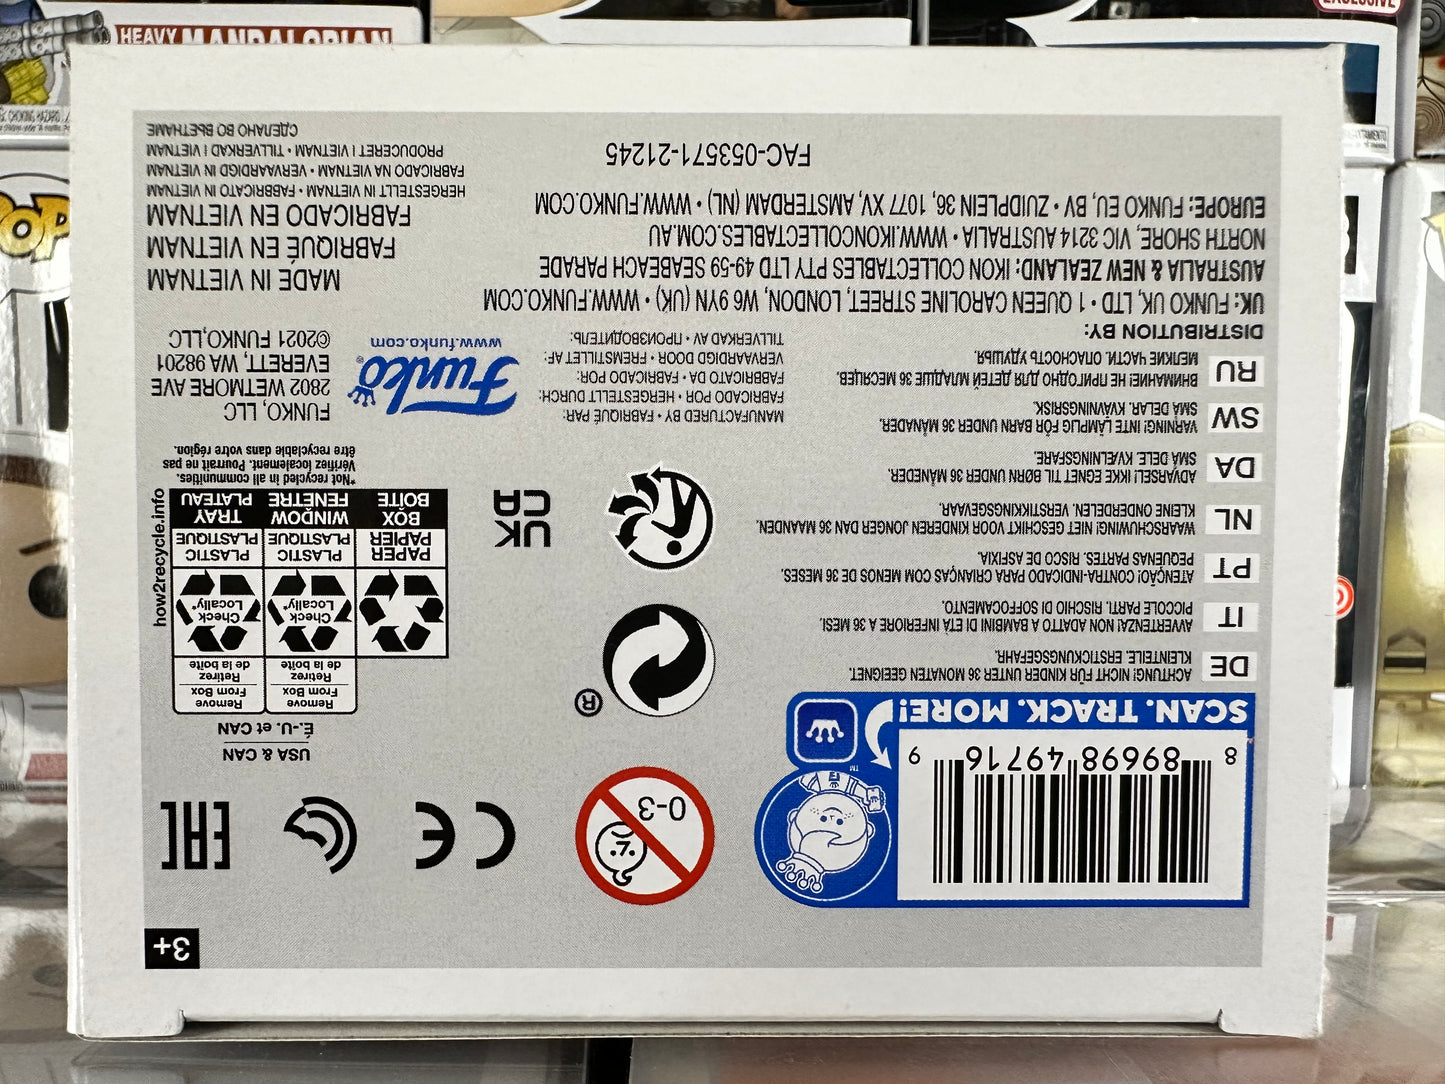 3+
SCAN. TRACK. MORE!
8 89698 49716 9
TM
0-3
CE
EAC
USA & CAN
É.-U. et CAN
Remove
From Box
Retirez
de la boîte
Remove
From Box
Retirez
de la boîte
Check
Locally*
Check
Locally*
PAPER
PAPIER
BOX
BOÎTE
PLASTIC
PLASTIQUE
WINDOW
FENÊTRE
PLASTIC
PLASTIQUE
TRAY
PLATEAU
how2recycle.info
*Not recycled in all communities.
Vérifiez localement. Pourrait ne pas
être recyclable dans votre région.
®
UK
CA
DE
ACHTUNG! NICHT FÜR KINDER UNTER 36 MONATEN GEEIGNET.
KLEINTEILE. ERSTICKUNGSGEFAHR.
IT
AVVERTENZA! NON ADATTO A BAMBINI DI ETÀ INFERIORE A 36 MESI.
PICCOLE PARTI. RISCHIO DI SOFFOCAMENTO.
PT
ATENÇÃO! CONTRA-INDICADO PARA CRIANÇAS COM MENOS DE 36 MESES.
PEQUENAS PARTES. RISCO DE ASFIXIA.
NL
WAARSCHUWING! NIET GESCHIKT VOOR KINDEREN JONGER DAN 36 MAANDEN.
KLEINE ONDERDELEN. VERSTIKKINGSGEVAAR.
DA
ADVARSEL! IKKE EGNET TIL BØRN UNDER 36 MÅNEDER.
SMÅ DELE. KVÆLNINGSFARE.
SW
VARNING! INTE LÄMPLIG FÖR BARN UNDER 36 MÅNADER.
SMÅ DELAR. KVÄVNINGSRISK.
RU
ВНИМАНИЕ! НЕ ПРИГОДНО ДЛЯ ДЕТЕЙ МЛАДШЕ 36 МЕСЯЦЕВ.
МЕЛКИЕ ЧАСТИ. ОПАСНОСТЬ УДУШЬЯ.
MANUFACTURED BY • FABRIQUÉ PAR:
FABRICADO POR • HERGESTELLT DURCH:
FABBRICATO DA • FABRICADO POR:
VERVAARDIGD DOOR • FREMSTILLET AF:
TILLVERKAD AV • ПРОИЗВОДИТЕЛЬ:
Funko®
www.funko.com
FUNKO, LLC
2802 WETMORE AVE
EVERETT, WA 98201
©2021 FUNKO,LLC
DISTRIBUTION BY:
UK: FUNKO UK, LTD • 1 QUEEN CAROLINE STREET, LONDON, W6 9YN (UK) • WWW.FUNKO.COM
AUSTRALIA & NEW ZEALAND: IKON COLLECTABLES PTY LTD 49-59 SEABEACH PARADE
NORTH SHORE, VIC 3214 AUSTRALIA • WWW.IKONCOLLECTABLES.COM.AU
EUROPE: FUNKO EU, BV • ZUIDPLEIN 36, 1077 XV, AMSTERDAM (NL) • WWW.FUNKO.COM
FAC-053571-21245
MADE IN VIETNAM
FABRIQUÉ EN VIETNAM
FABRICADO EN VIETNAM
HERGESTELLT IN VIETNAM • FABBRICATO IN VIETNAM
FABRICADO NA VIETNAM • VERVAARDIGD IN VIETNAM
PRODUCERET I VIETNAM • TILLVERKAD I VIETNAM
СДЕЛАНО ВО ВЬЕТНАМЕ
HEAVY MANDALORIAN
CHOKING HAZARD
EXCLUSIVE
POP